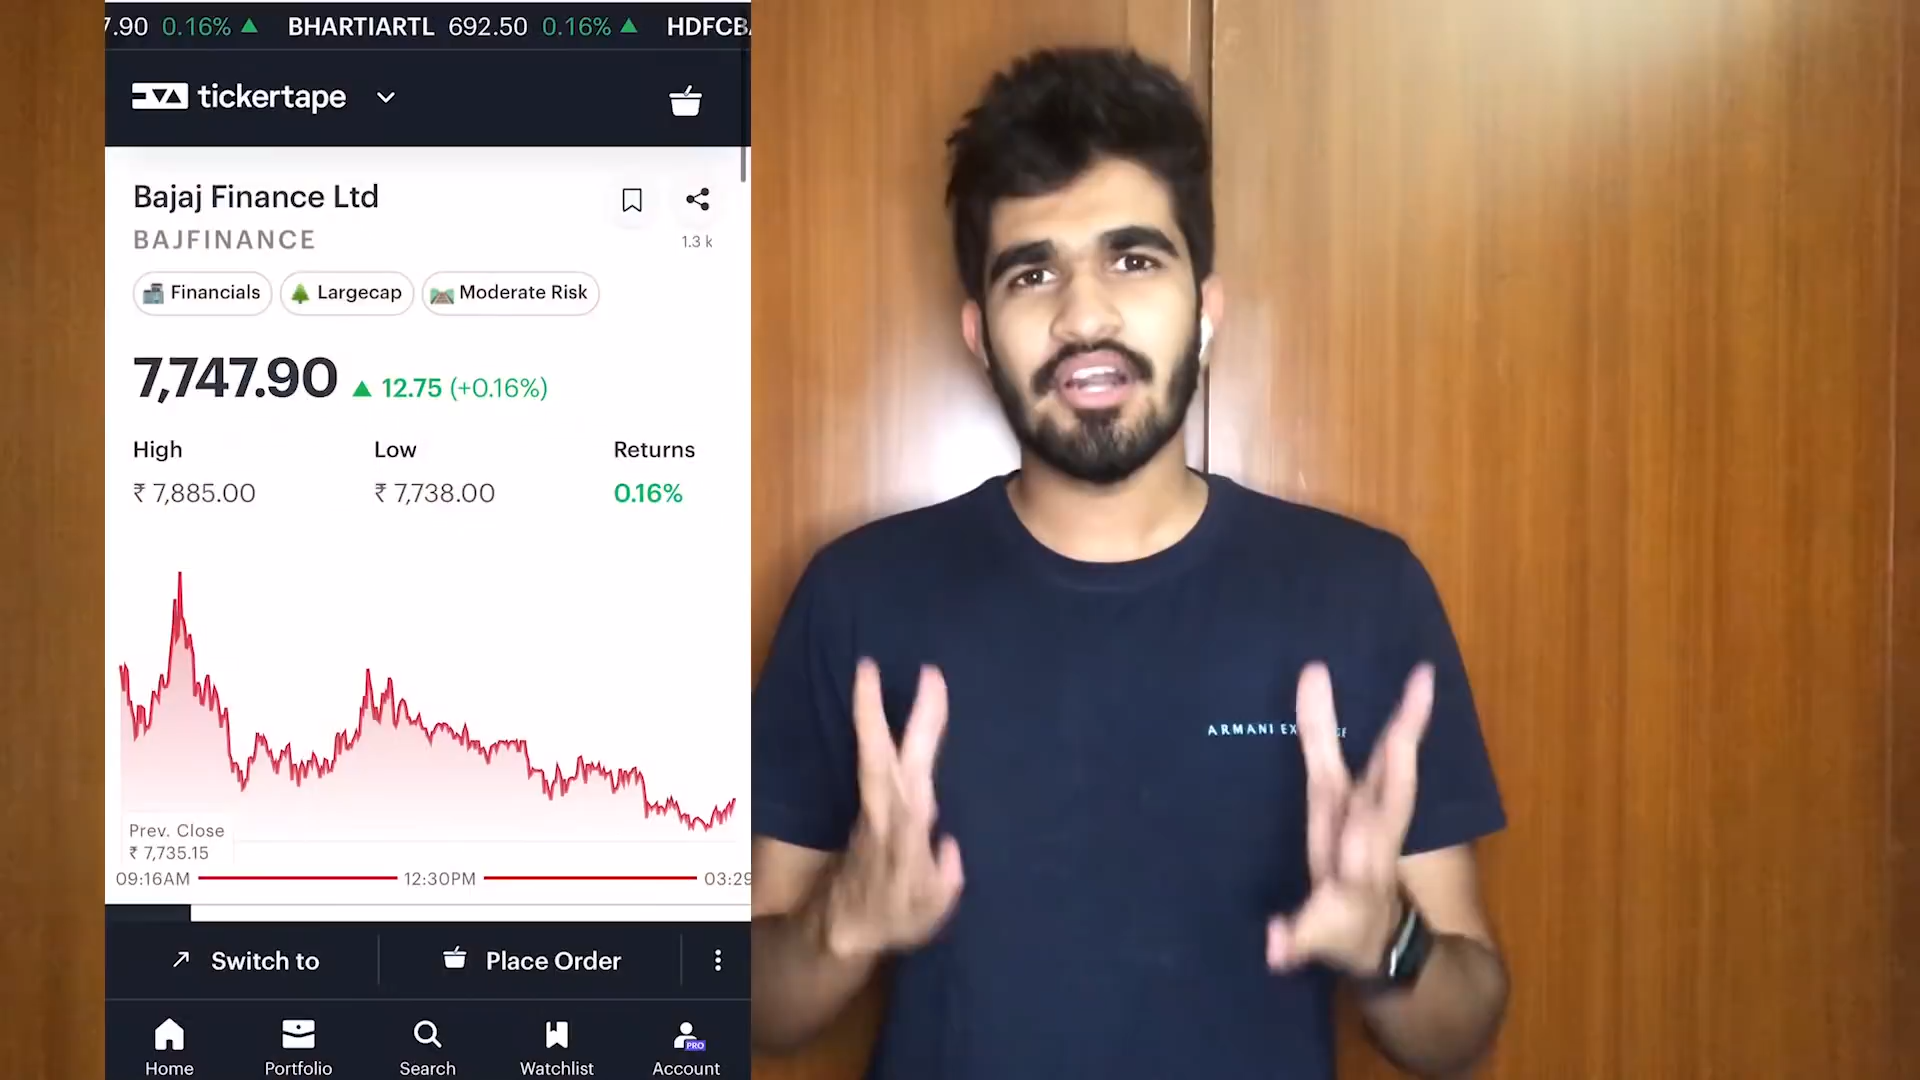 7.90 0.16% ▲ BHARTIARTL 692.50 0.16% ▲ HDFCB
tickertape
Bajaj Finance Ltd
BAJFINANCE
1.3 k
Financials Largecap Moderate Risk
7,747.90 ▲ 12.75 (+0.16%)
High Low Returns
₹ 7,885.00 ₹ 7,738.00 0.16%
ARMANI EX GE
Prev. Close
₹ 7,735.15
09:16AM 12:30PM 03:29
Switch to Place Order
PRO
Home Portfolio Search Watchlist Account